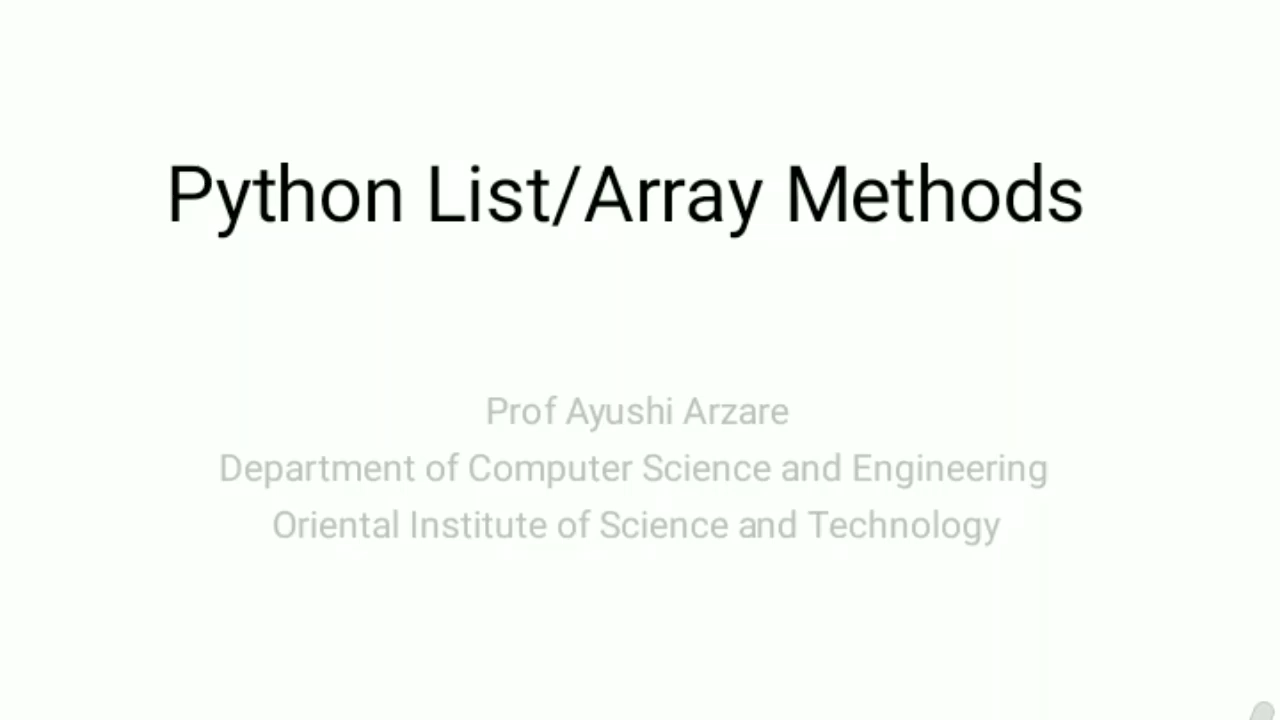 Python List/Array Methods
Prof Ayushi Arzare
Department of Computer Science and Engineering
Oriental Institute of Science and Technology